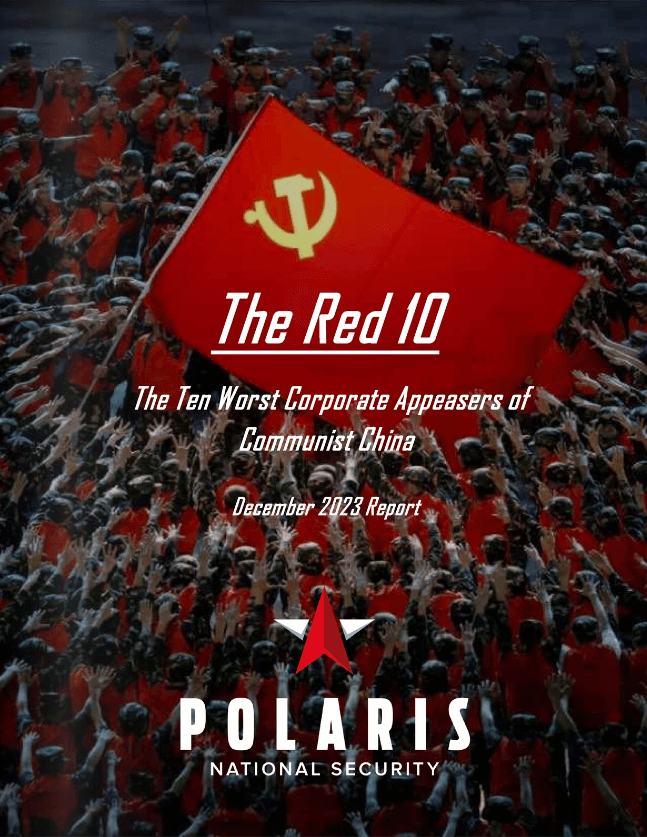 The Red 10
The Ten Worst Corporate Appeasers of
Communist China
December 2023 Report
POLARIS
NATIONAL SECURITY